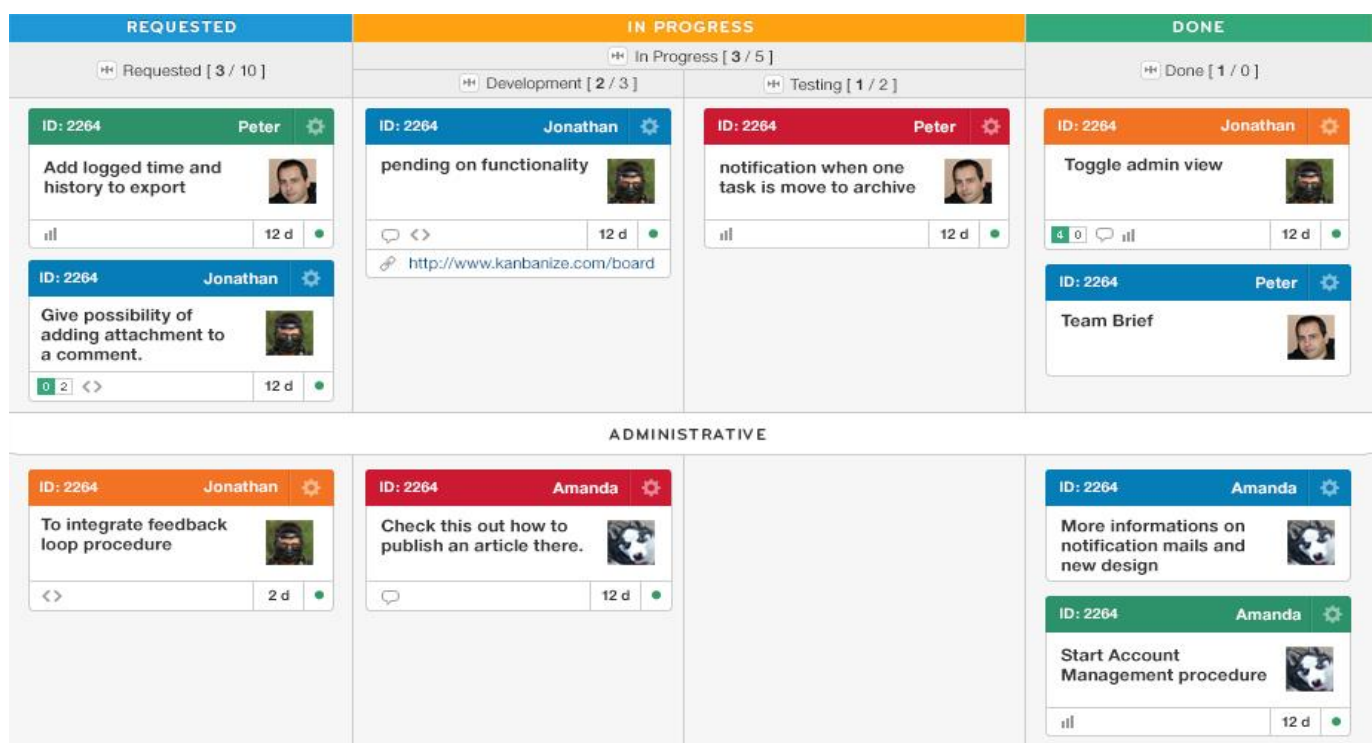 REQUESTED
IN PROGRESS
DONE
Requested [ 3 / 10 ]
In Progress [ 3 / 5 ]
Development [ 2 / 3 ]
Testing [ 1 / 2 ]
Done [ 1 / 0 ]
ID: 2264 Peter
Add logged time and
history to export
12 d
ID: 2264 Jonathan
Give possibility of
adding attachment to
a comment.
0 2 12 d
ID: 2264 Jonathan
pending on functionality
12 d
http://www.kanbanize.com/board
ID: 2264 Peter
notification when one
task is move to archive
12 d
ID: 2264 Jonathan
Toggle admin view
4 0 12 d
ID: 2264 Peter
Team Brief
ADMINISTRATIVE
ID: 2264 Jonathan
To integrate feedback
loop procedure
2 d
ID: 2264 Amanda
Check this out how to
publish an article there.
12 d
ID: 2264 Amanda
More informations on
notification mails and
new design
ID: 2264 Amanda
Start Account
Management procedure
12 d